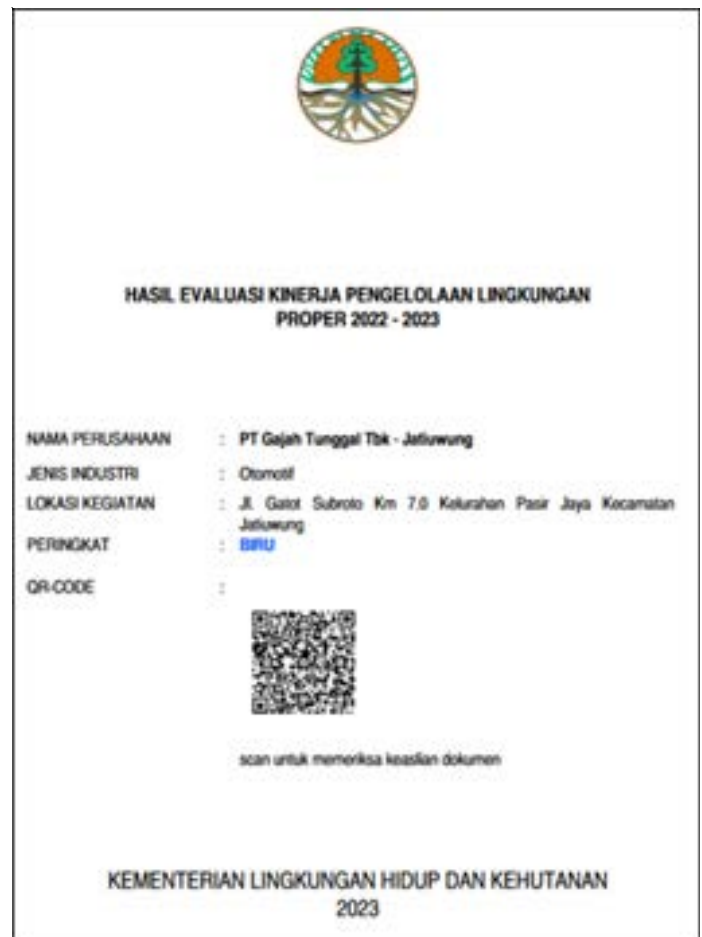 HASIL EVALUASI KINERJA PENGELOLAAN LINGKUNGAN
PROPER 2022 - 2023
NAMA PERUSAHAAN : PT Gajah Tunggal Tbk - Jatiuwung
JENIS INDUSTRI : Otomotif
LOKASI KEGIATAN : Jl. Gatot Subroto Km 7,0 Kelurahan Pasir Jaya Kecamatan
Jatiuwung
PERINGKAT : BIRU
QR-CODE :
scan untuk memeriksa keaslian dokumen
KEMENTERIAN LINGKUNGAN HIDUP DAN KEHUTANAN
2023